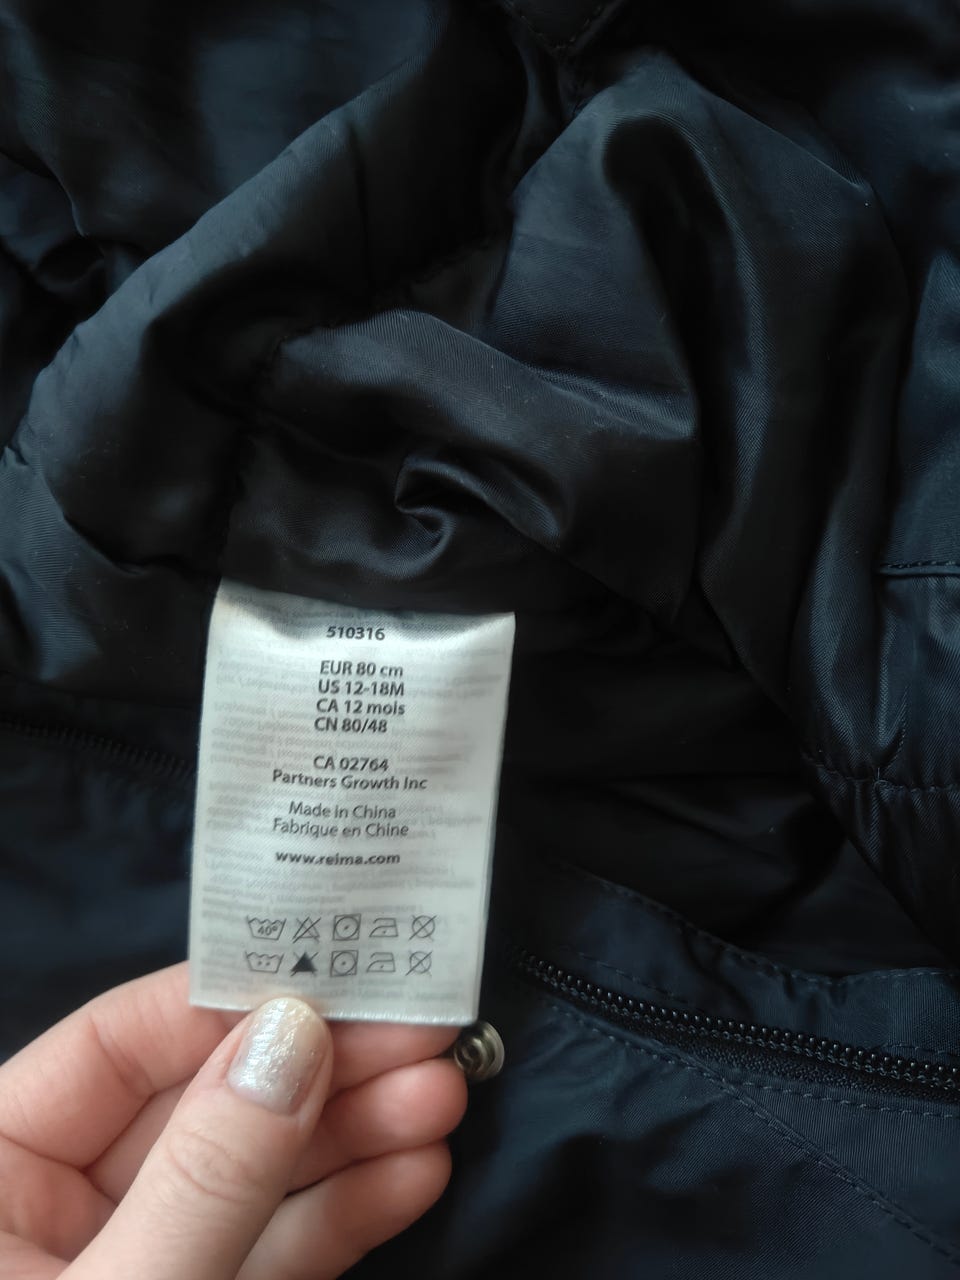 510316
EUR 80 cm
US 12-18M
CA 12 mois
CN 80/48
CA 02764
Partners Growth Inc
Made in China
Fabrique en Chine
www.reima.com
40°